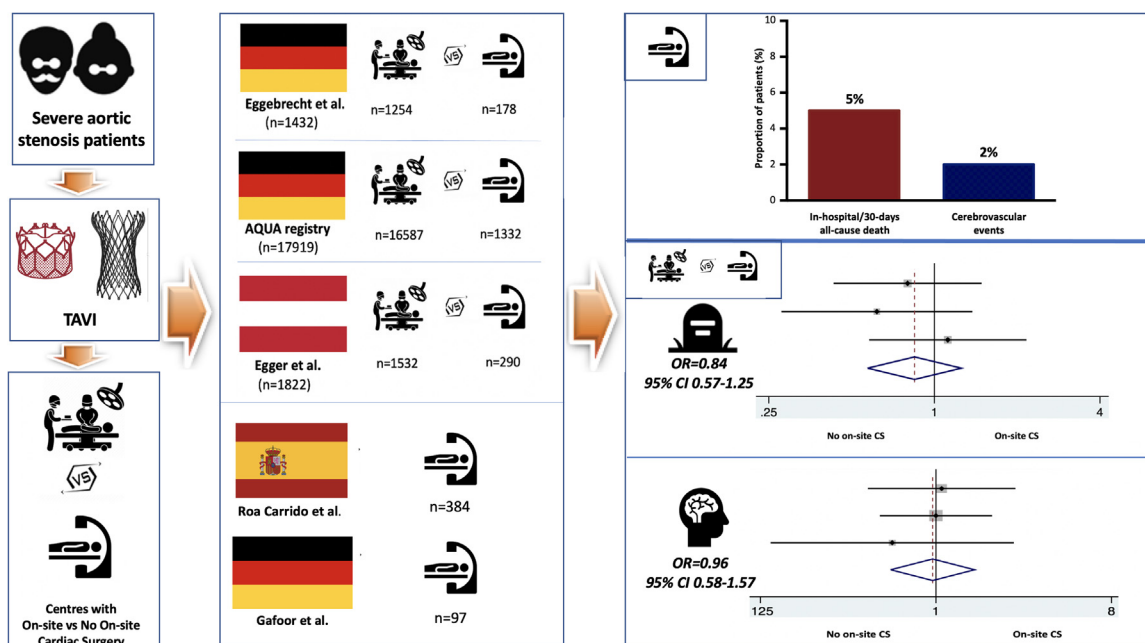 Severe aortic
stenosis patients
TAVI
VS
Centres with
On-site vs No On-site
Cardiac Surgery
Eggebrecht et al.
(n=1432)
VS
n=1254
n=178
AQUA registry
(n=17919)
VS
n=16587
n=1332
Egger et al.
(n=1822)
VS
n=1532
n=290
Roa Carrido et al.
n=384
Gafoor et al.
n=97
Proportion of patients (%)
10
8
6
4
2
0
5%
2%
In-hospital/30-days
all-cause death
Cerebrovascular
events
VS
OR=0.84
95% CI 0.57-1.25
.25
1
4
No on-site CS
On-site CS
OR=0.96
95% CI 0.58-1.57
125
1
8
No on-site CS
On-site CS